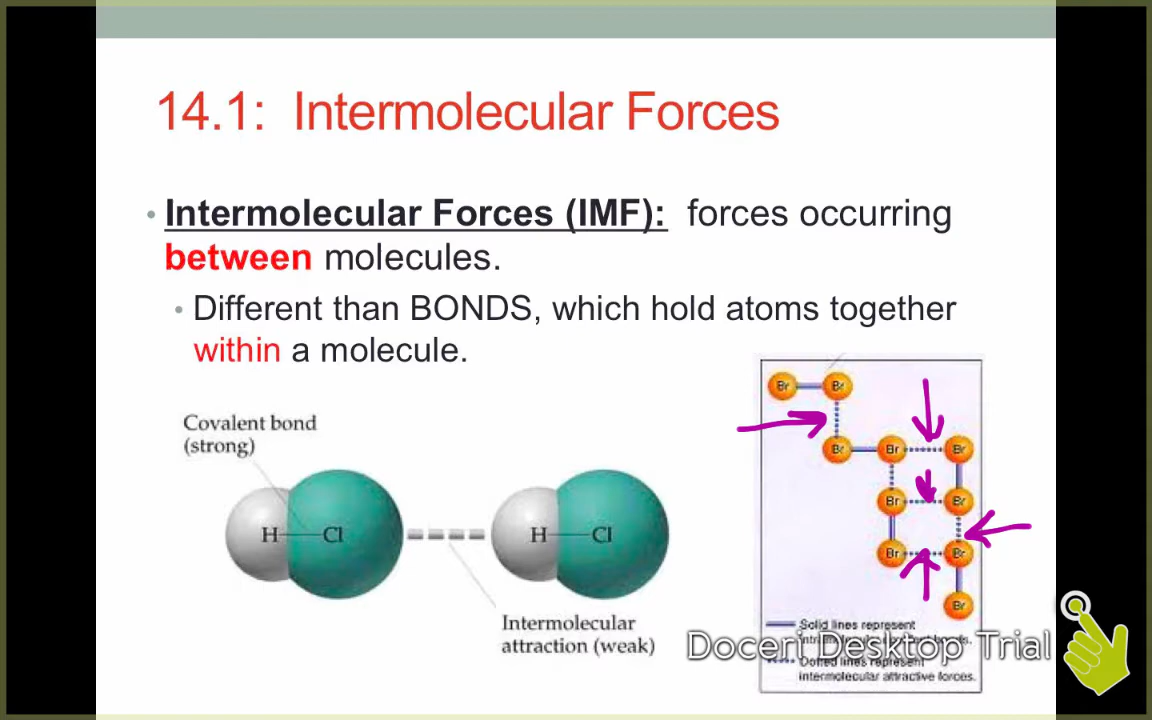 14.1: Intermolecular Forces
• Intermolecular Forces (IMF): forces occurring
between molecules.
• Different than BONDS, which hold atoms together
within a molecule.
Covalent bond
(strong)
H Cl
H Cl
Intermolecular
attraction (weak)
Br Br
Br Br Br
Br Br
Br Br
Br
Solid lines represent
Dotted lines represent
intermolecular attractive forces.
Doceri Desktop Trial